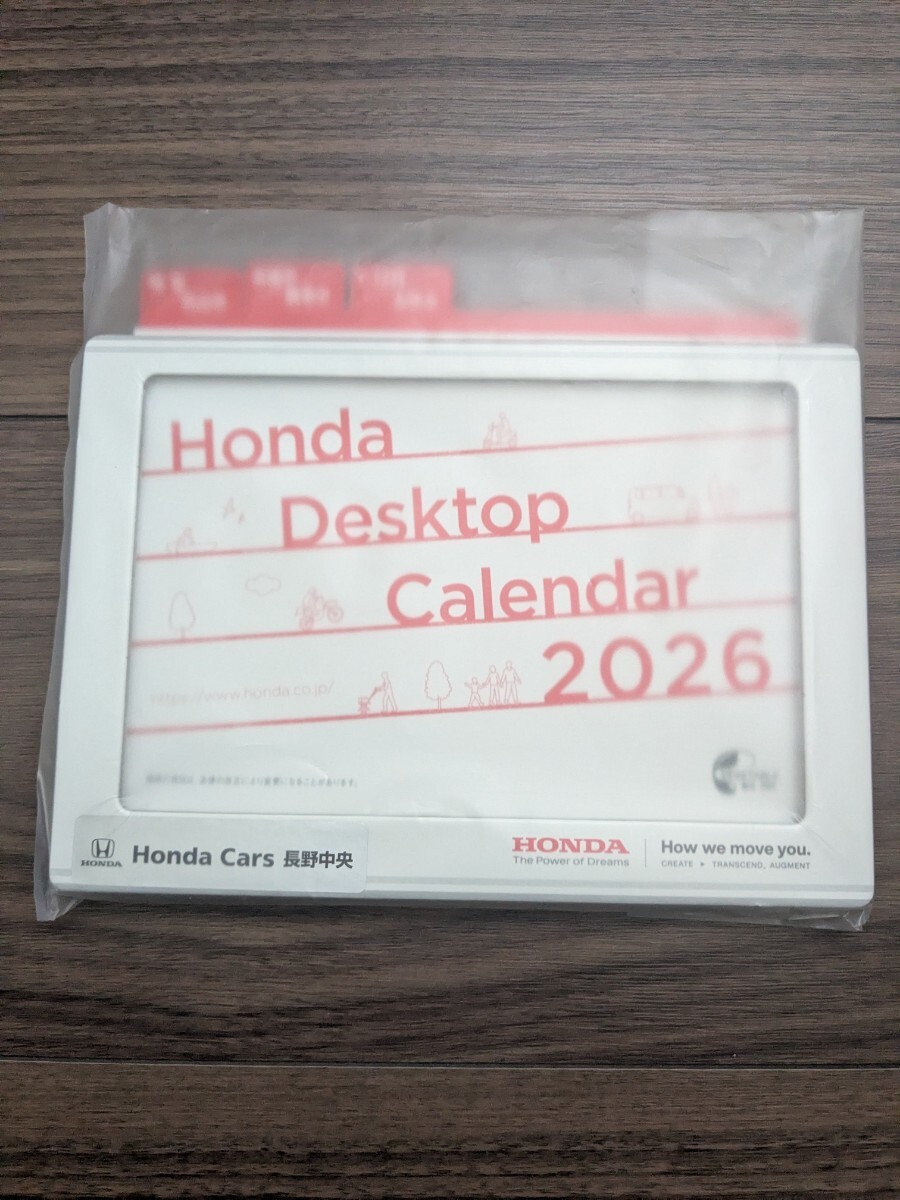 Honda
Desktop
Calendar
2026
https://www.honda.co.jp/
HONDA
Honda Cars 長野中央
HONDA
The Power of Dreams
How we move you.
CREATE ▸ TRANSCEND, AUGMENT